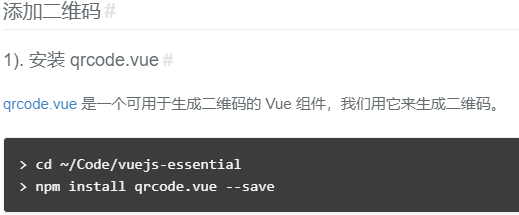 添加二维码 #
1). 安装 qrcode.vue #
qrcode.vue 是一个可用于生成二维码的 Vue 组件，我们用它来生成二维码。
> cd ~/Code/vuejs-essential
> npm install qrcode.vue --save